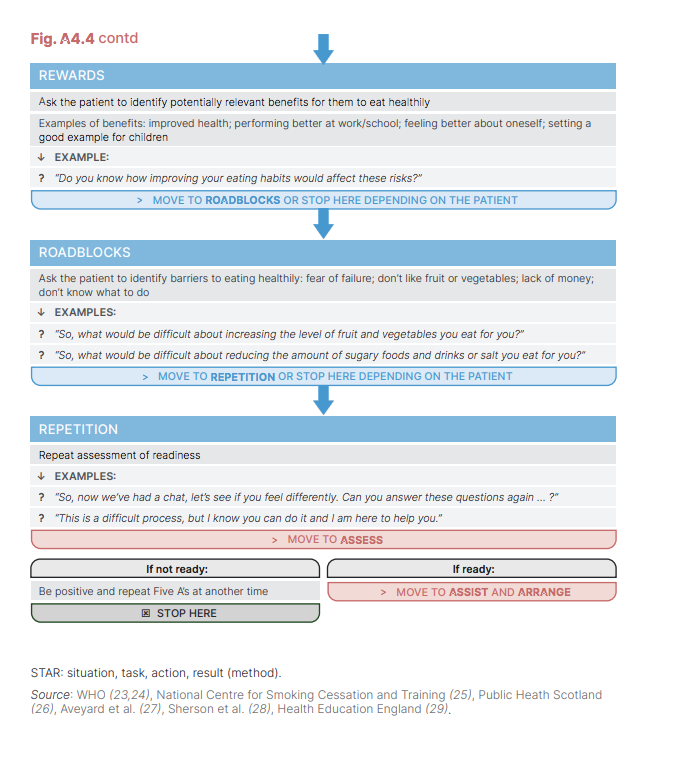 Fig. A4.4 contd
REWARDS
Ask the patient to identify potentially relevant benefits for them to eat healthily
Examples of benefits: improved health; performing better at work/school; feeling better about oneself; setting a
good example for children
↓ EXAMPLE:
? “Do you know how improving your eating habits would affect these risks?”
> MOVE TO ROADBLOCKS OR STOP HERE DEPENDING ON THE PATIENT
ROADBLOCKS
Ask the patient to identify barriers to eating healthily: fear of failure; don’t like fruit or vegetables; lack of money;
don’t know what to do
↓ EXAMPLES:
? “So, what would be difficult about increasing the level of fruit and vegetables you eat for you?”
? “So, what would be difficult about reducing the amount of sugary foods and drinks or salt you eat for you?”
> MOVE TO REPETITION OR STOP HERE DEPENDING ON THE PATIENT
REPETITION
Repeat assessment of readiness
↓ EXAMPLES:
? “So, now we’ve had a chat, let’s see if you feel differently. Can you answer these questions again ... ?”
? “This is a difficult process, but I know you can do it and I am here to help you.”
> MOVE TO ASSESS
If not ready:
Be positive and repeat Five A’s at another time
☒ STOP HERE
If ready:
> MOVE TO ASSIST AND ARRANGE
STAR: situation, task, action, result (method).
Source: WHO (23,24), National Centre for Smoking Cessation and Training (25), Public Heath Scotland
(26), Aveyard et al. (27), Sherson et al. (28), Health Education England (29).